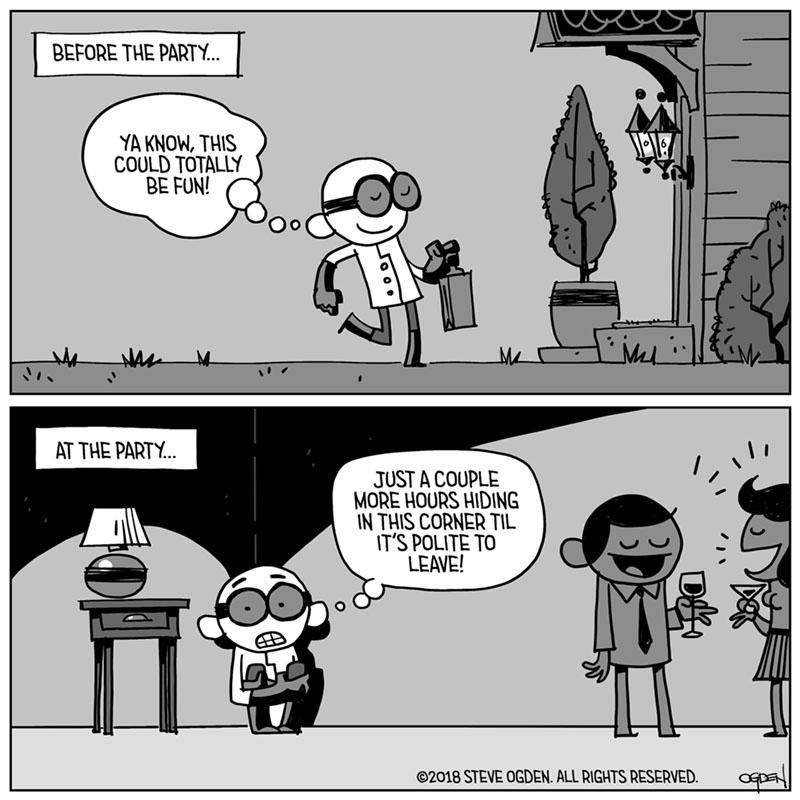 BEFORE THE PARTY...
YA KNOW, THIS
COULD TOTALLY
BE FUN!
AT THE PARTY...
JUST A COUPLE
MORE HOURS HIDING
IN THIS CORNER TIL
IT'S POLITE TO
LEAVE!
©2018 STEVE OGDEN. ALL RIGHTS RESERVED.
OGDEN